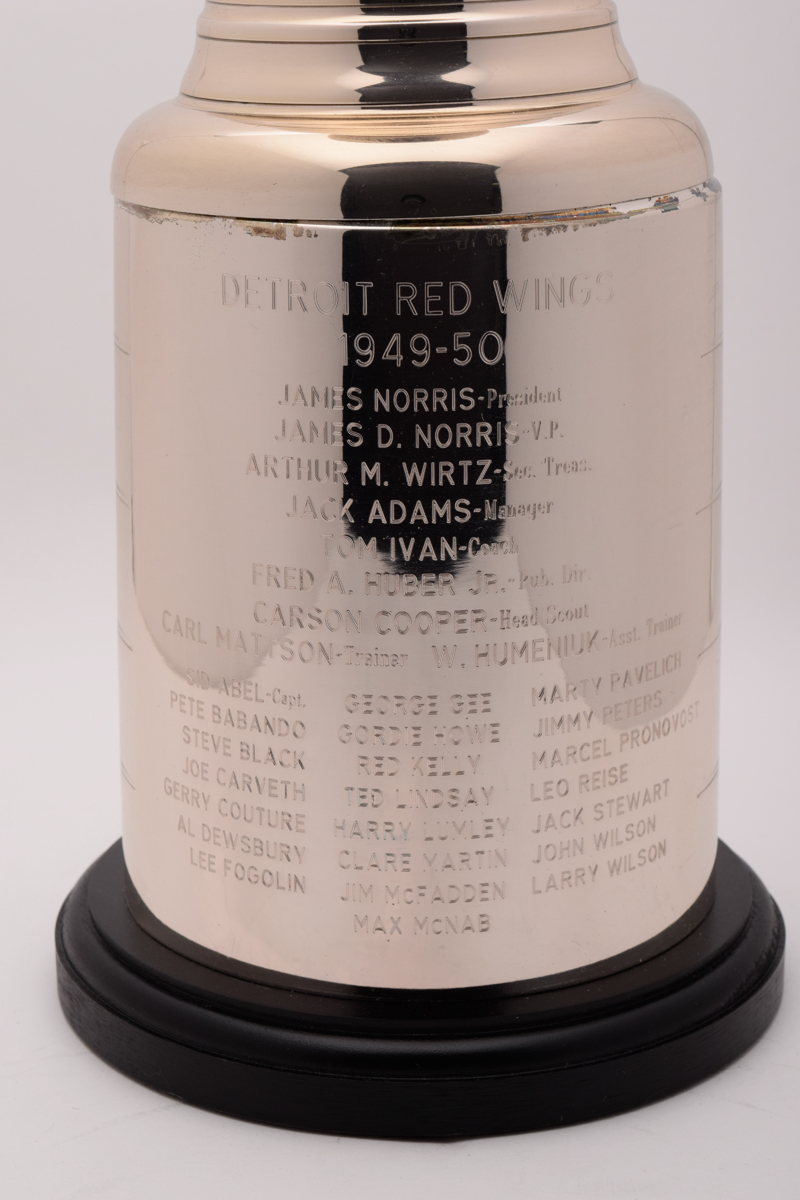 DETROIT RED WINGS
1949-50
JAMES NORRIS-President
JAMES D. NORRIS-V.P.
ARTHUR M. WIRTZ-Sec. Treas.
JACK ADAMS-Manager
TOM IVAN-Coach
FRED A. HUBER JR.-Pub. Dir.
CARSON COOPER-Head Scout
CARL MATTSON-Trainer W. HUMENIUK-Asst. Trainer
SID ABEL-Capt.
PETE BABANDO
STEVE BLACK
JOE CARVETH
GERRY COUTURE
AL DEWSBURY
LEE FOGOLIN
GEORGE GEE
GORDIE HOWE
RED KELLY
TED LINDSAY
HARRY LUMLEY
CLARE MARTIN
JIM McFADDEN
MAX McNAB
MARTY PAVELICH
JIMMY PETERS
MARCEL PRONOVOST
LEO REISE
JACK STEWART
JOHN WILSON
LARRY WILSON